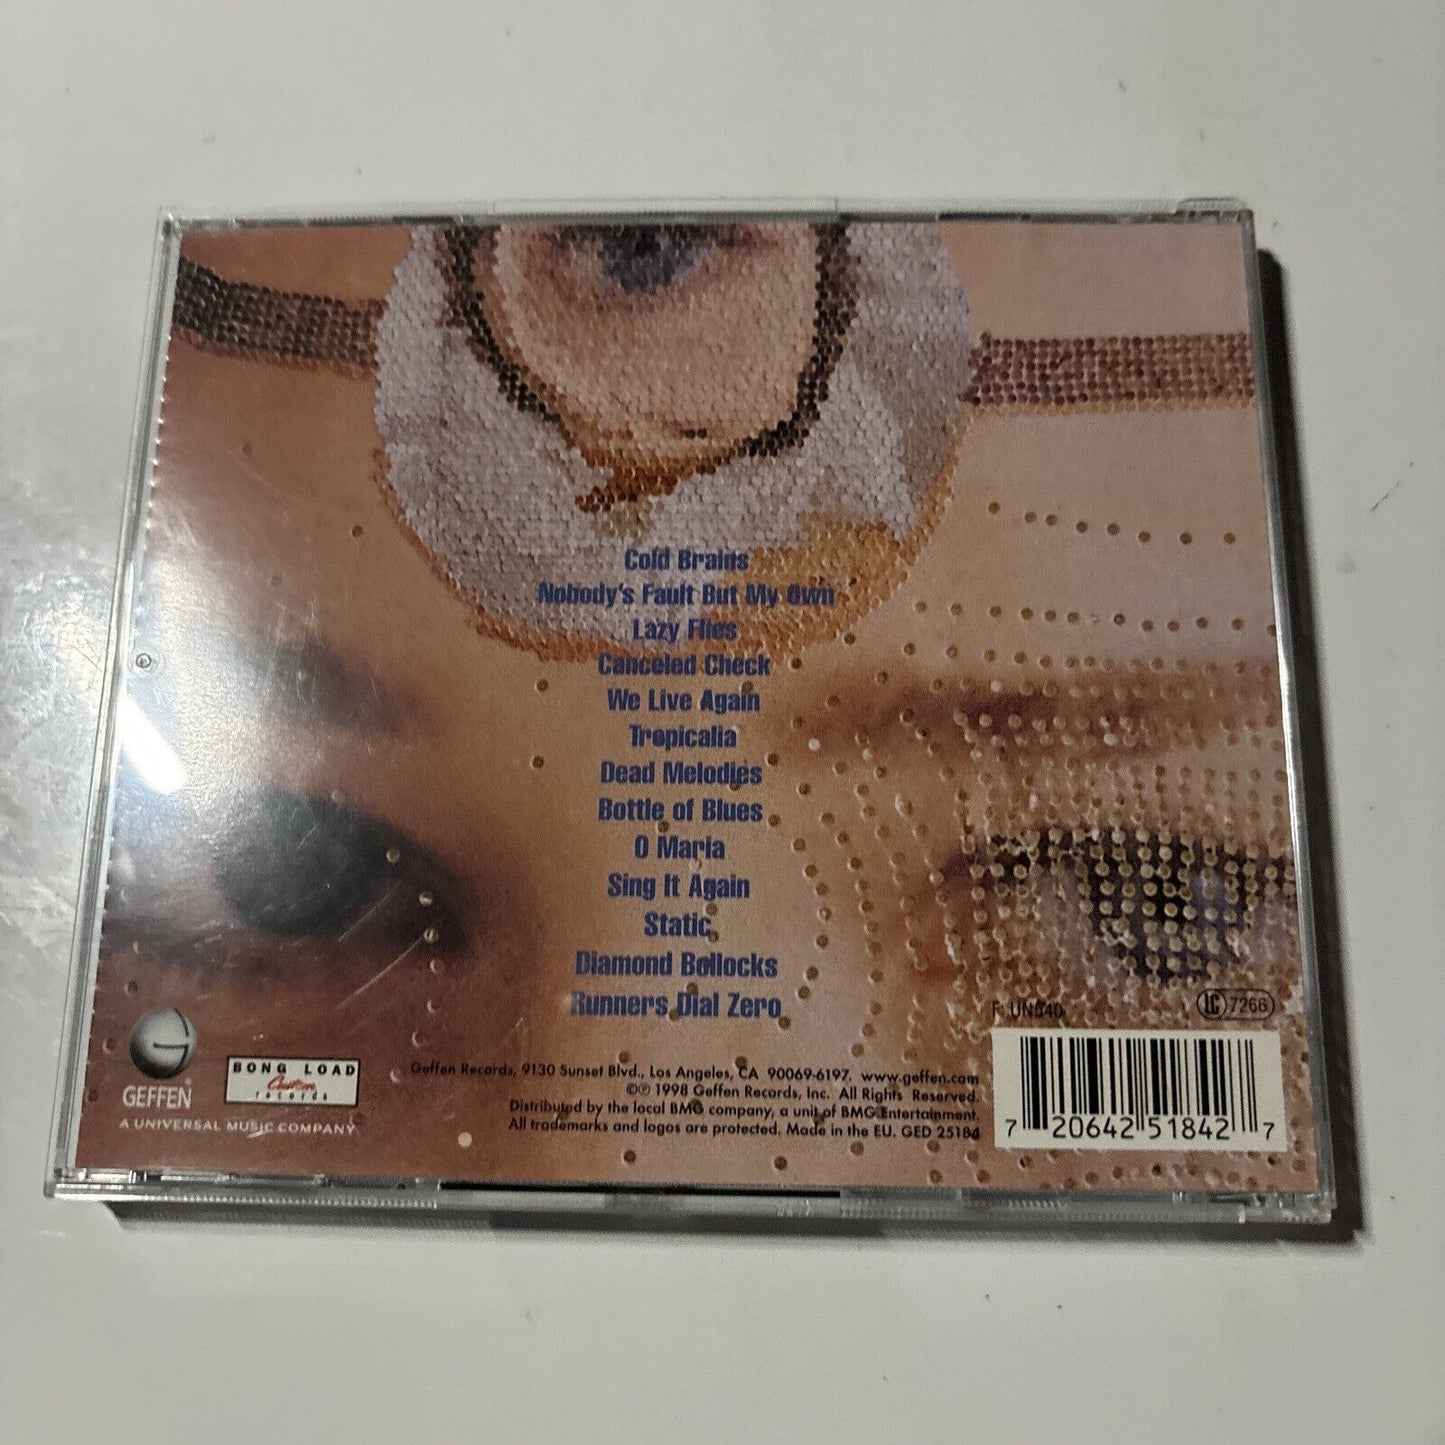 Cold Brains
Nobody's Fault But My Own
Lazy Flies
Canceled Check
We Live Again
Tropicalia
Dead Melodies
Bottle of Blues
O Maria
Sing It Again
Static
Diamond Bollocks
Runners Dial Zero
F: UN540
LC 7266
GEFFEN®
A UNIVERSAL MUSIC COMPANY
BONG LOAD
Custom
records
Geffen Records, 9130 Sunset Blvd., Los Angeles, CA 90069-6197. www.geffen.com
©℗ 1998 Geffen Records, Inc. All Rights Reserved.
Distributed by the local BMG company, a unit of BMG Entertainment.
All trademarks and logos are protected. Made in the EU. GED 25184
7 20642 51842 7